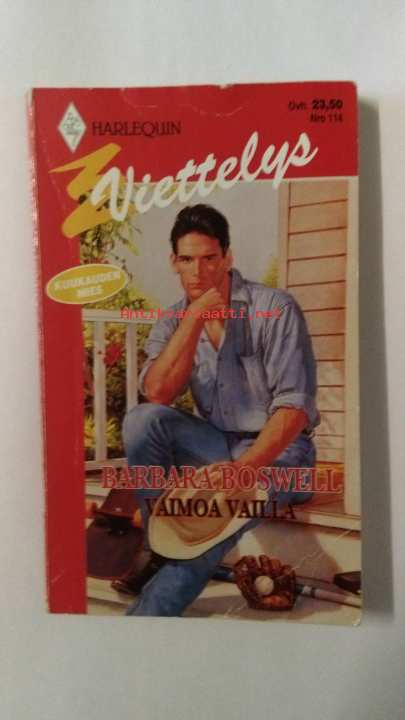 HARLEQUIN
Ovh. 23,50
Nro 114
Viettelys
KUUKAUDEN
MIES
Antikvariaatti.net
BARBARA BOSWELL
VAIMOA VAILLA